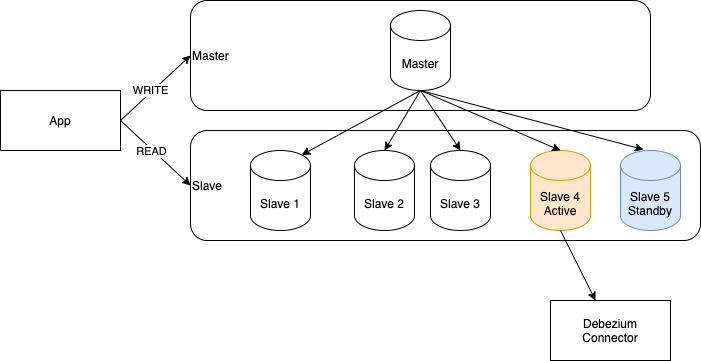 Master
Master
WRITE
App
READ
Slave
Slave 1
Slave 2
Slave 3
Slave 4
Active
Slave 5
Standby
Debezium
Connector